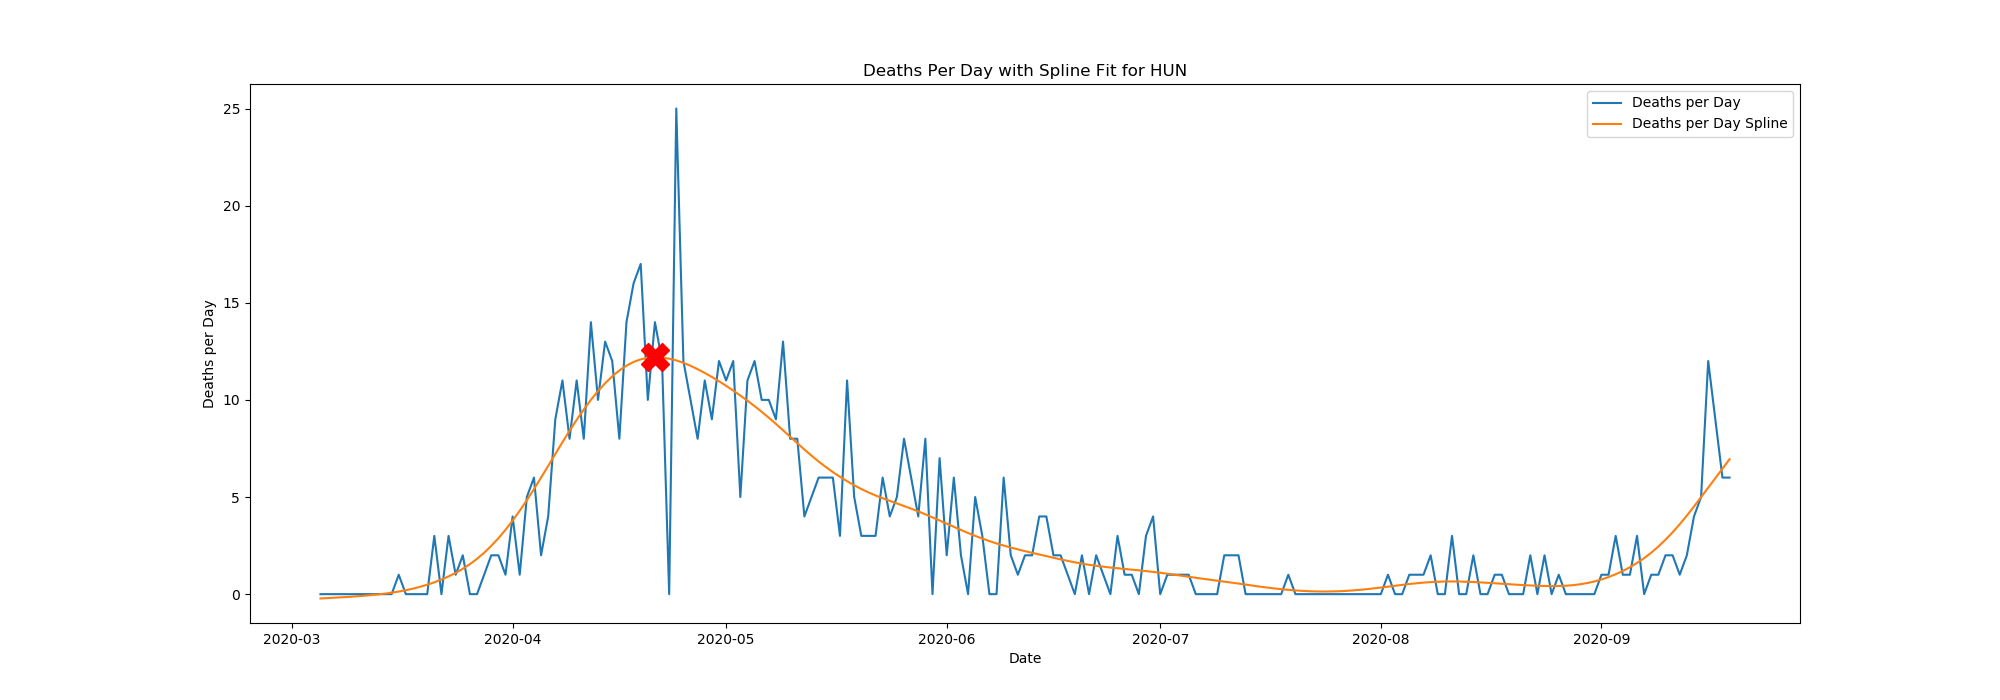 Deaths Per Day with Spline Fit for HUN
Deaths per Day
Deaths per Day Spline
25
20
15
10
5
0
Deaths per Day
2020-03 2020-04 2020-05 2020-06 2020-07 2020-08 2020-09
Date